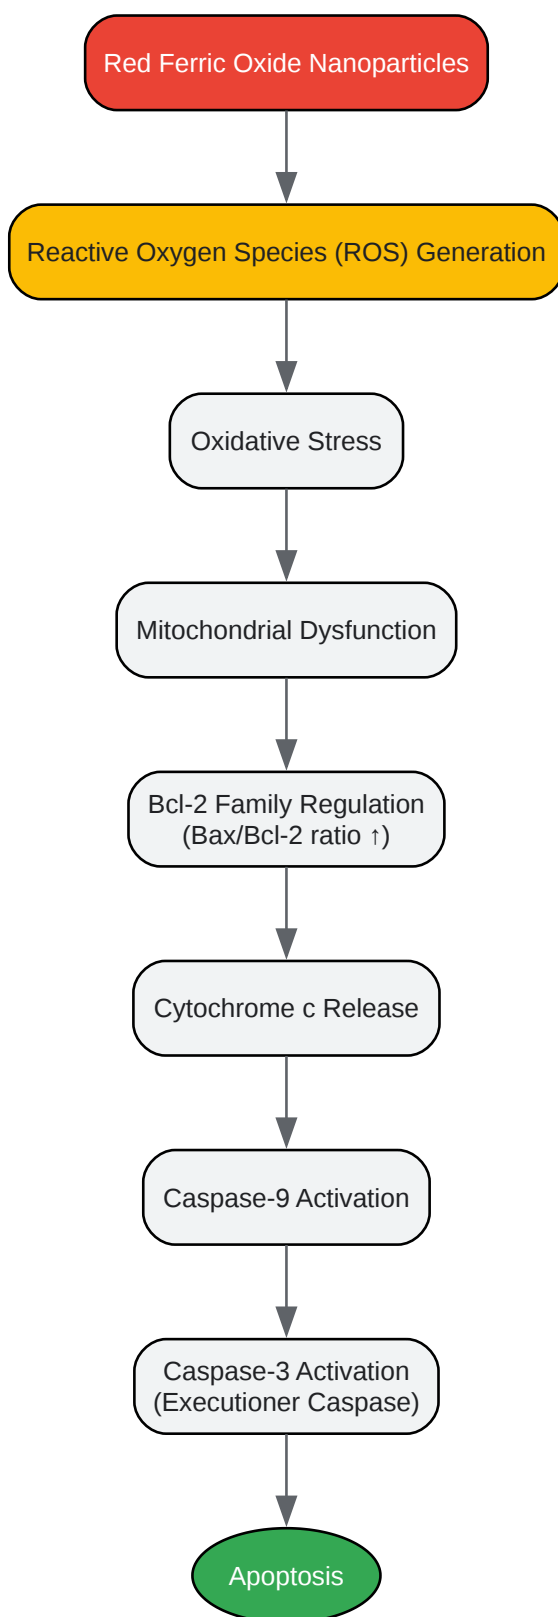 Red Ferric Oxide Nanoparticles
Reactive Oxygen Species (ROS) Generation
Oxidative Stress
Mitochondrial Dysfunction
Bcl-2 Family Regulation
(Bax/Bcl-2 ratio ↑)
Cytochrome c Release
Caspase-9 Activation
Caspase-3 Activation
(Executioner Caspase)
Apoptosis